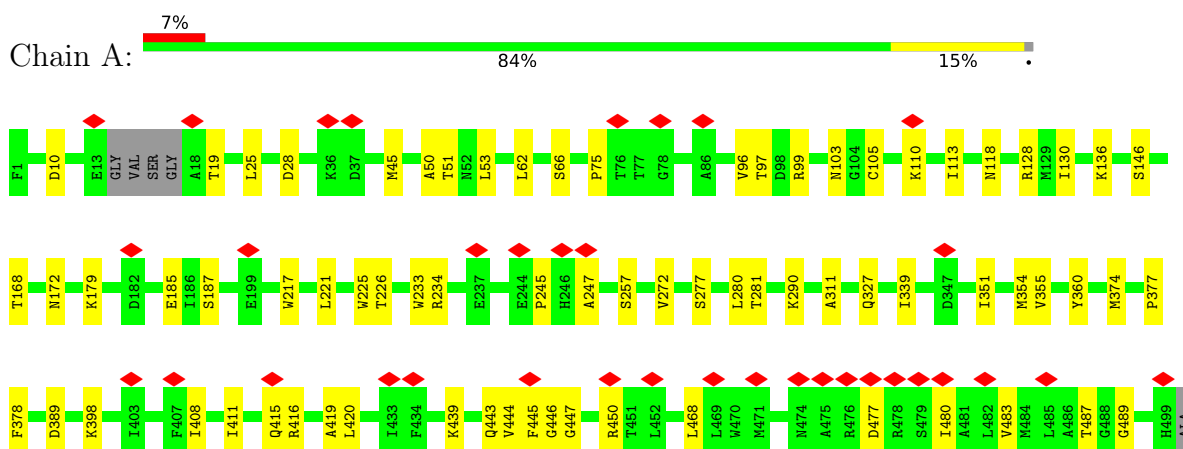 7%
Chain A:
84% 15% •
F1 D10 E13 GLY VAL SER GLY A18 T19 L25 D28 K36 D37 M45 A50 T51 N52 L53 L62 S66 P75 T76 T77 G78 A86 V96 T97 D98 R99 N103 G104 C105 K110 I113 N118 R128 M129 I130 K136 S146
T168 N172 K179 D182 E185 I186 S187 E199 W217 L221 W225 T226 W233 R234 E237 E244 P245 H246 A247 S257 V272 S277 L280 T281 K290 A311 Q327 I339 D347 I351 M354 V355 Y360 M374 P377
F378 D389 K398 I403 F407 I408 I411 Q415 R416 A419 L420 I433 F434 K439 Q443 V444 F445 G446 G447 R450 T451 L452 L468 L469 W470 M471 N474 A475 R476 D477 R478 S479 I480 A481 L482 V483 M484 L485 A486 T487 G488 G489 H499 ALA